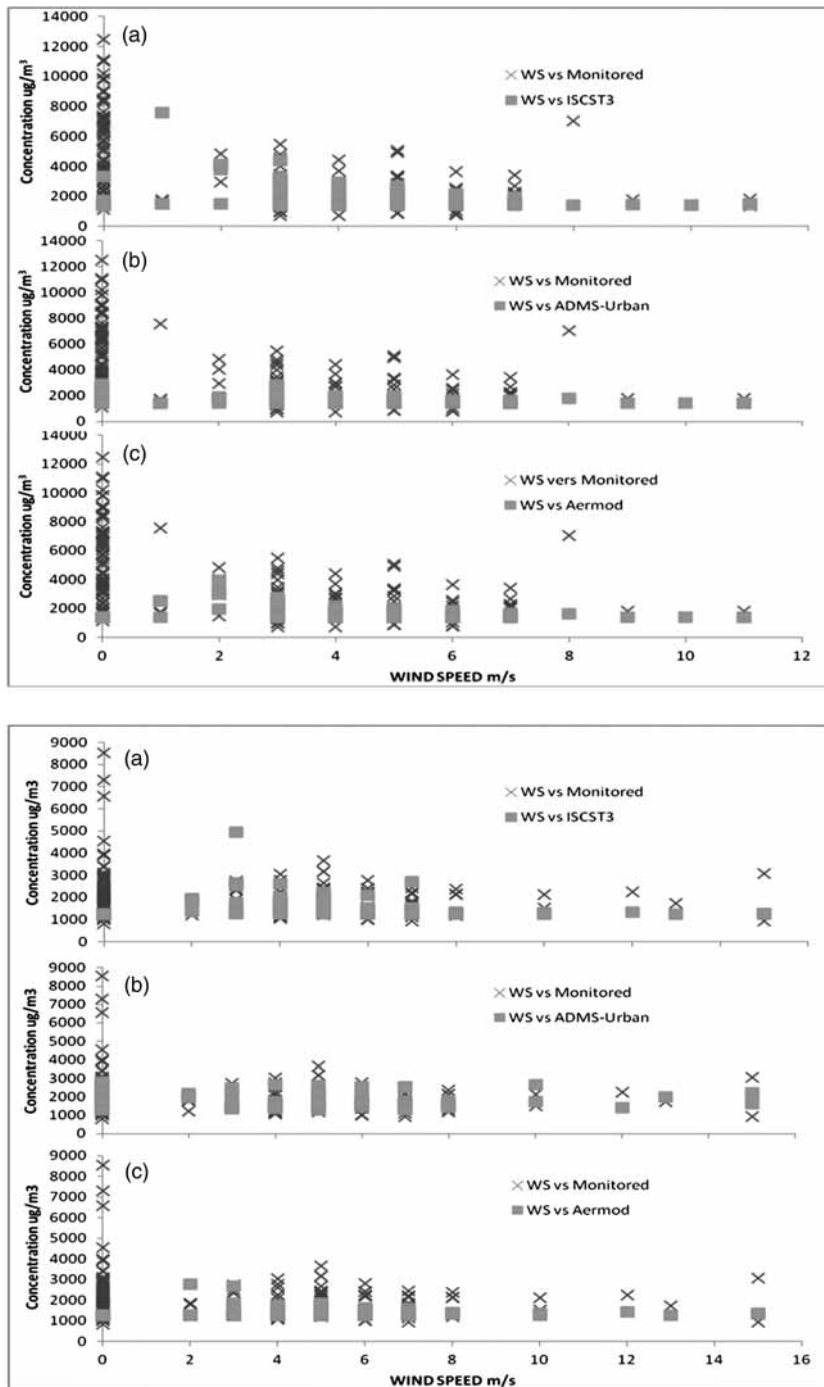 (a)
Concentration ug/m³
14000
12000
10000
8000
6000
4000
2000
0
WS vs Monitored
WS vs ISCST3
(b)
Concentration ug/m³
14000
12000
10000
8000
6000
4000
2000
0
WS vs Monitored
WS vs ADMS-Urban
(c)
Concentration ug/m³
14000
12000
10000
8000
6000
4000
2000
0
WS vers Monitored
WS vs Aermod
0 2 4 6 8 10 12
WIND SPEED m/s
(a)
Concentration ug/m3
9000
8000
7000
6000
5000
4000
3000
2000
1000
0
WS vs Monitored
WS vs ISCST3
(b)
Concentration ug/m3
9000
8000
7000
6000
5000
4000
3000
2000
1000
0
WS vs Monitored
WS vs ADMS-Urban
(c)
Concentration ug/m3
9000
8000
7000
6000
5000
4000
3000
2000
1000
0
WS vs Monitored
WS vs Aermod
0 2 4 6 8 10 12 14 16
WIND SPEED m/s